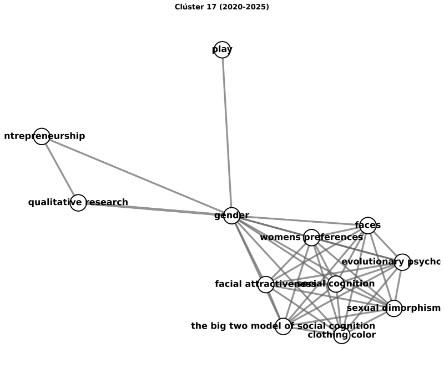 Clúster 17 (2020-2025)
play
ntrepreneurship
qualitative research
gender
faces
womens preferences
evolutionary psycho
facial attractiveness
social cognition
sexual dimorphism
the big two model of social cognition
clothing color